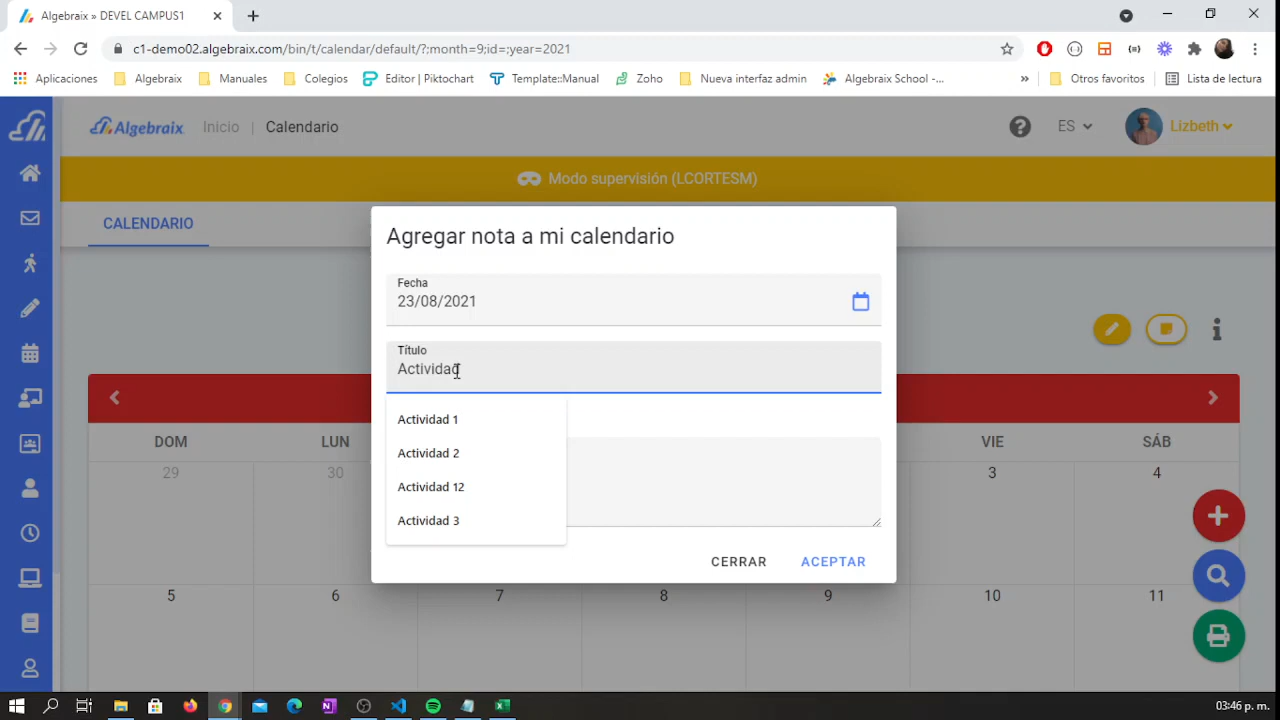 Algebraix » DEVEL CAMPUS1
c1-demo02.algebraix.com/bin/t/calendar/default/?;month=9;id=;year=2021
Aplicaciones Algebraix Manuales Colegios Editor | Piktochart Template::Manual Zoho Nueva interfaz admin Algebraix School -... » Otros favoritos Lista de lectura
Algebraix Inicio | Calendario ? ES Lizbeth
Modo supervisión (LCORTESM)
CALENDARIO
Agregar nota a mi calendario
Fecha
23/08/2021
Título
Actividad
Actividad 1
Actividad 2
Actividad 12
Actividad 3
CERRAR ACEPTAR
DOM LUN VIE SÁB
29 30 3 4
5 6 7 8 9 10 11
03:46 p. m.